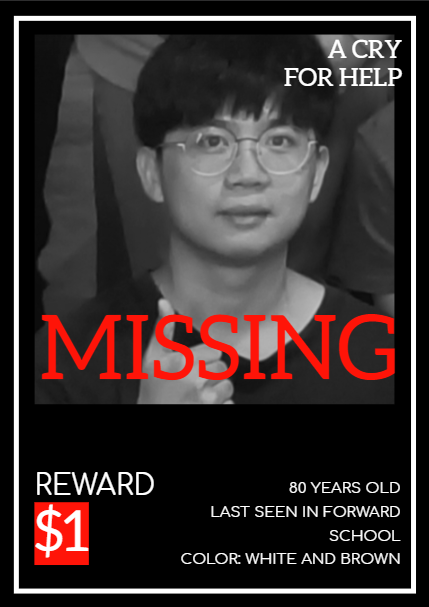 A CRY
FOR HELP
MISSING
REWARD
$1
80 YEARS OLD
LAST SEEN IN FORWARD
SCHOOL
COLOR: WHITE AND BROWN